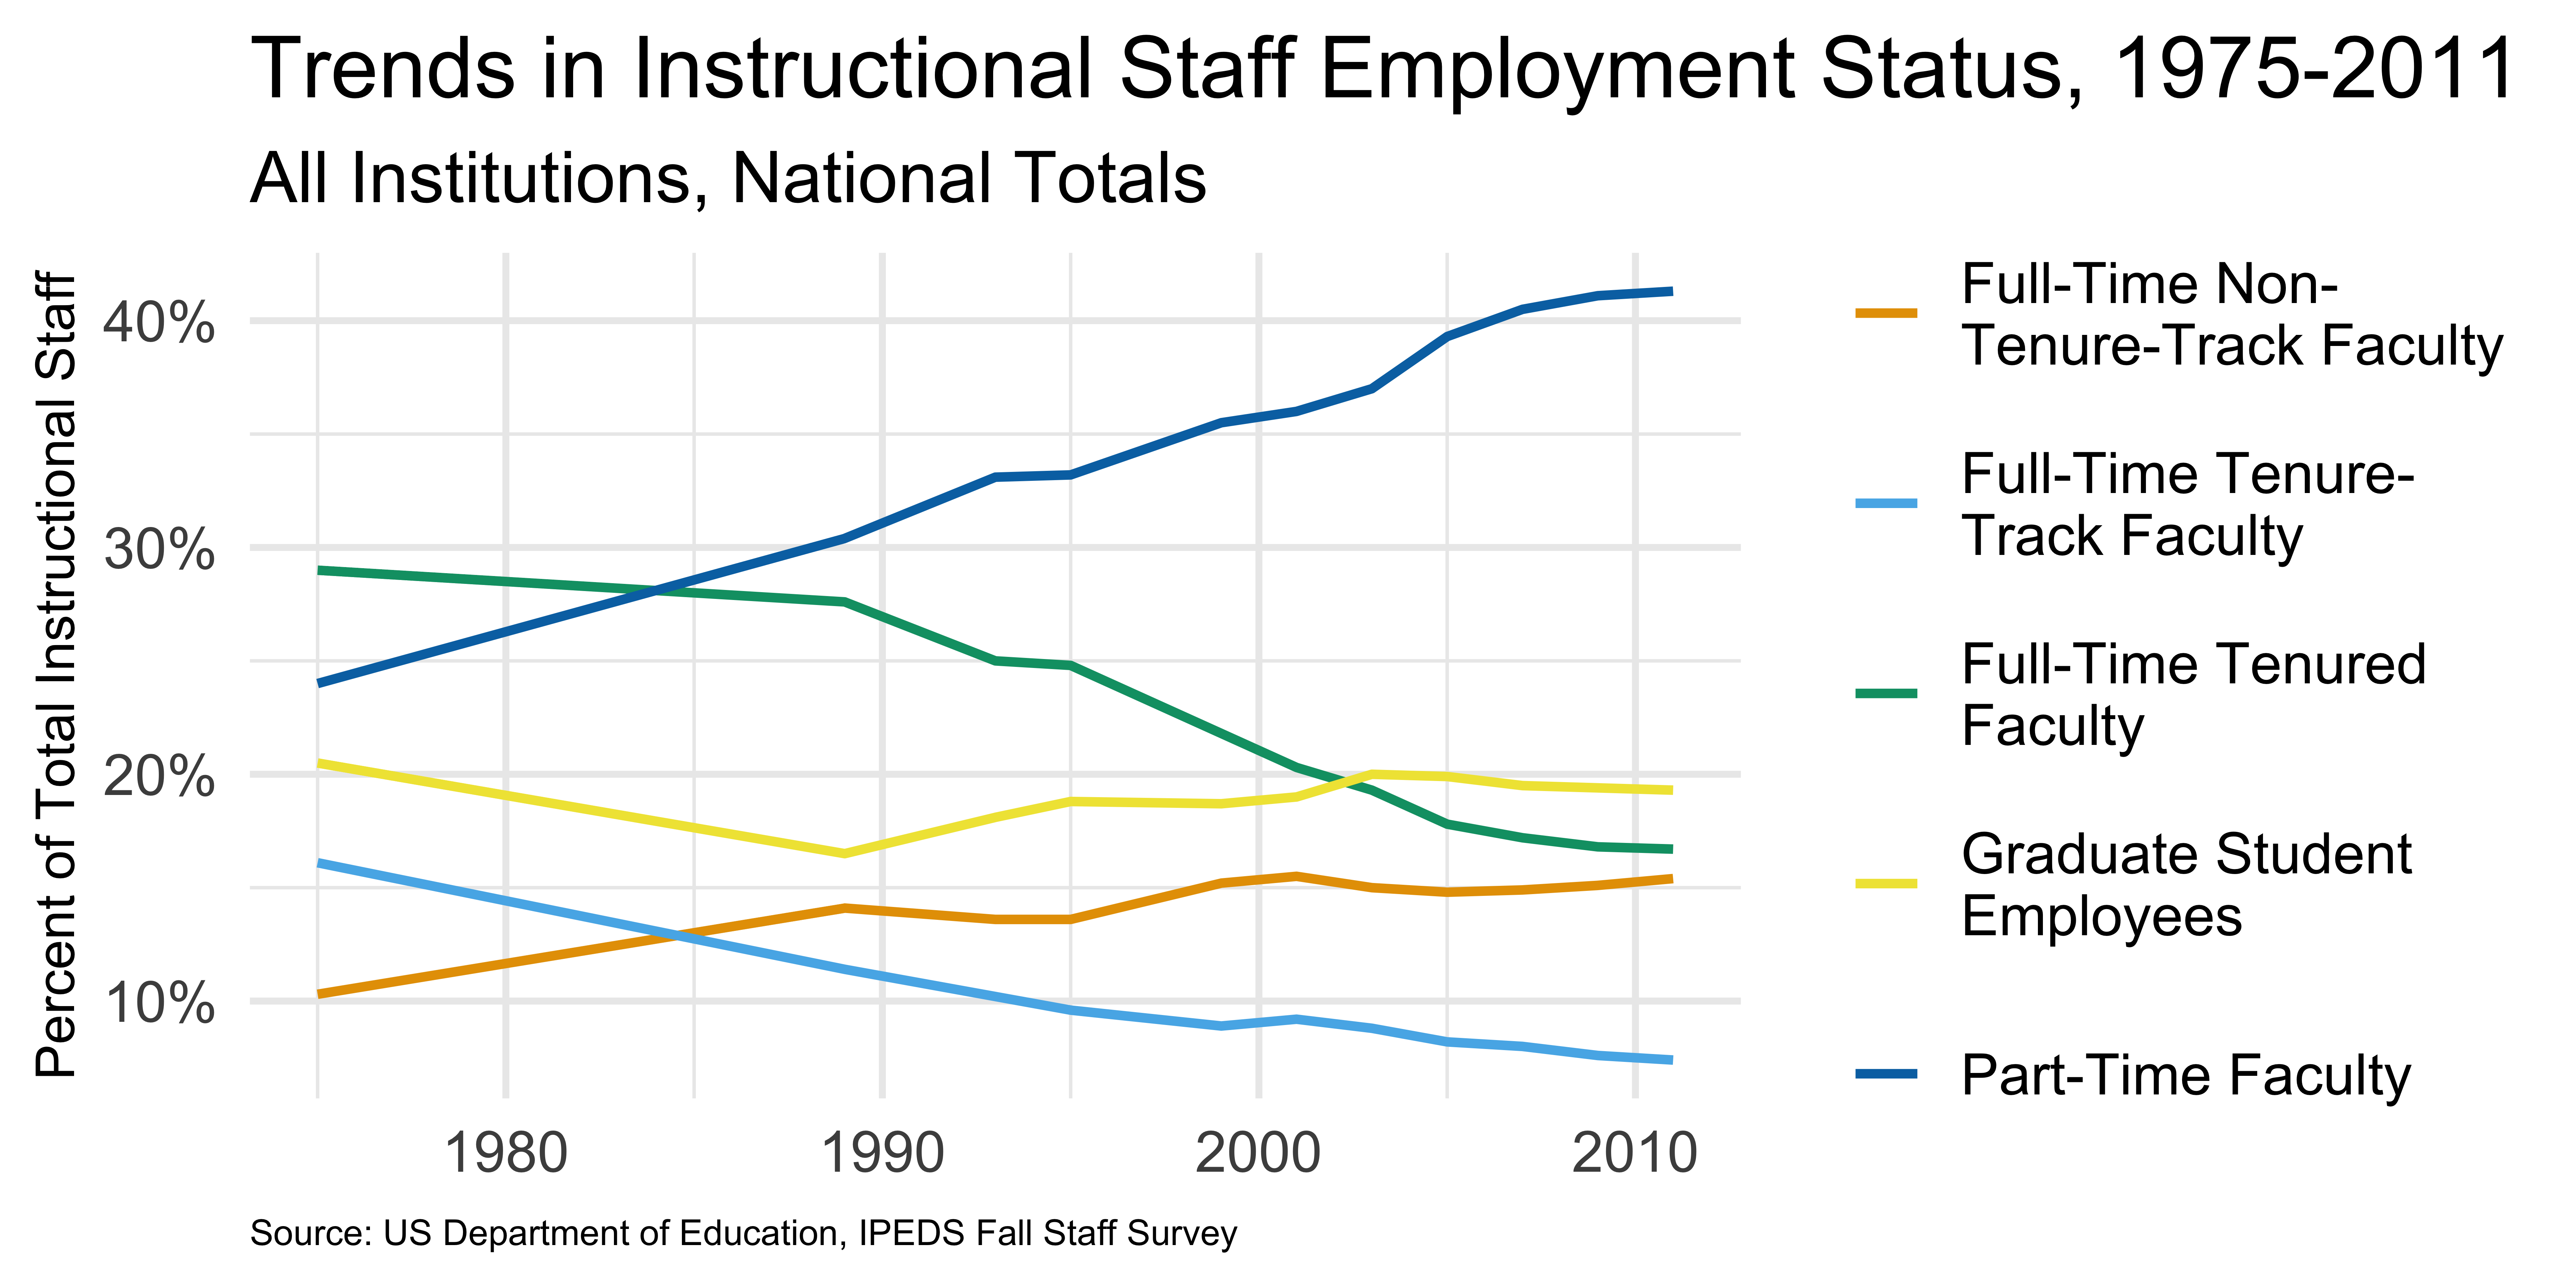 Trends in Instructional Staff Employment Status, 1975-2011
All Institutions, National Totals
Percent of Total Instructional Staff
40%
30%
20%
10%
1980
1990
2000
2010
Full-Time Non-
Tenure-Track Faculty
Full-Time Tenure-
Track Faculty
Full-Time Tenured
Faculty
Graduate Student
Employees
Part-Time Faculty
Source: US Department of Education, IPEDS Fall Staff Survey